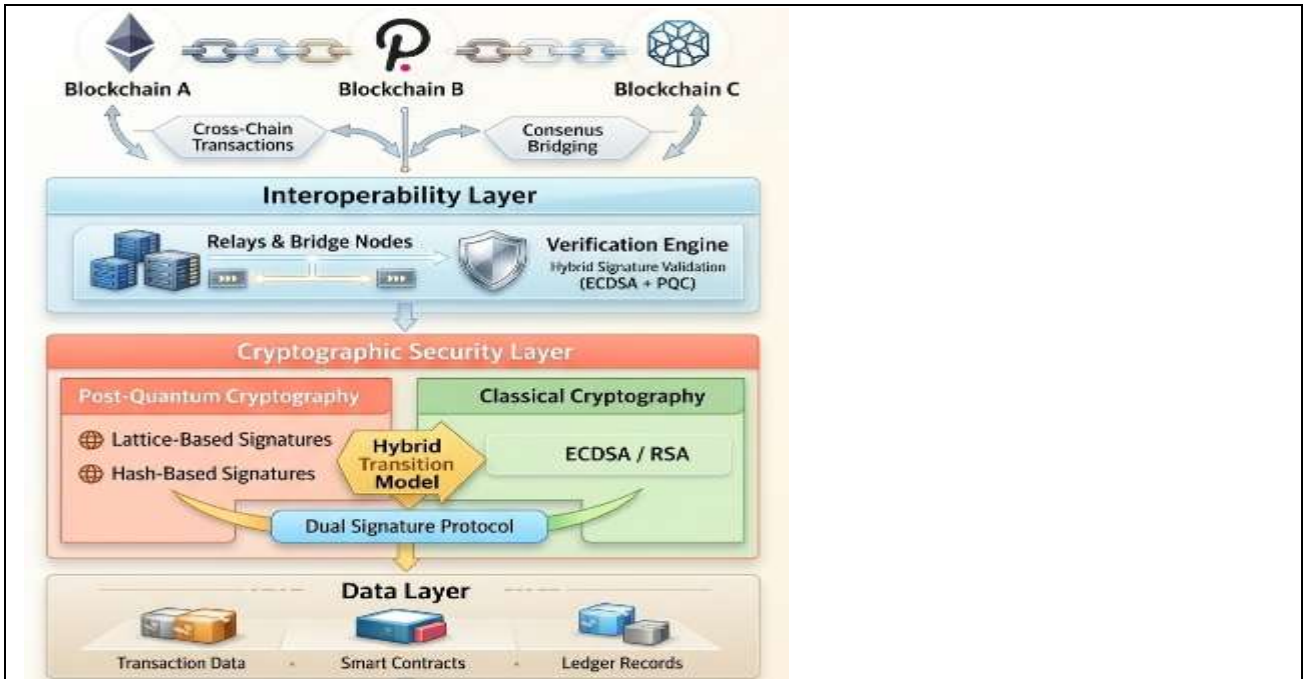 Blockchain A
Blockchain B
Blockchain C
Cross-Chain
Transactions
Consenus
Bridging
Interoperability Layer
Relays & Bridge Nodes
Verification Engine
Hybrid Signature Validation
(ECDSA + PQC)
Cryptographic Security Layer
Post-Quantum Cryptography
Classical Cryptography
Lattice-Based Signatures
Hash-Based Signatures
Hybrid
Transition
Model
ECDSA / RSA
Dual Signature Protocol
Data Layer
Transaction Data
Smart Contracts
Ledger Records